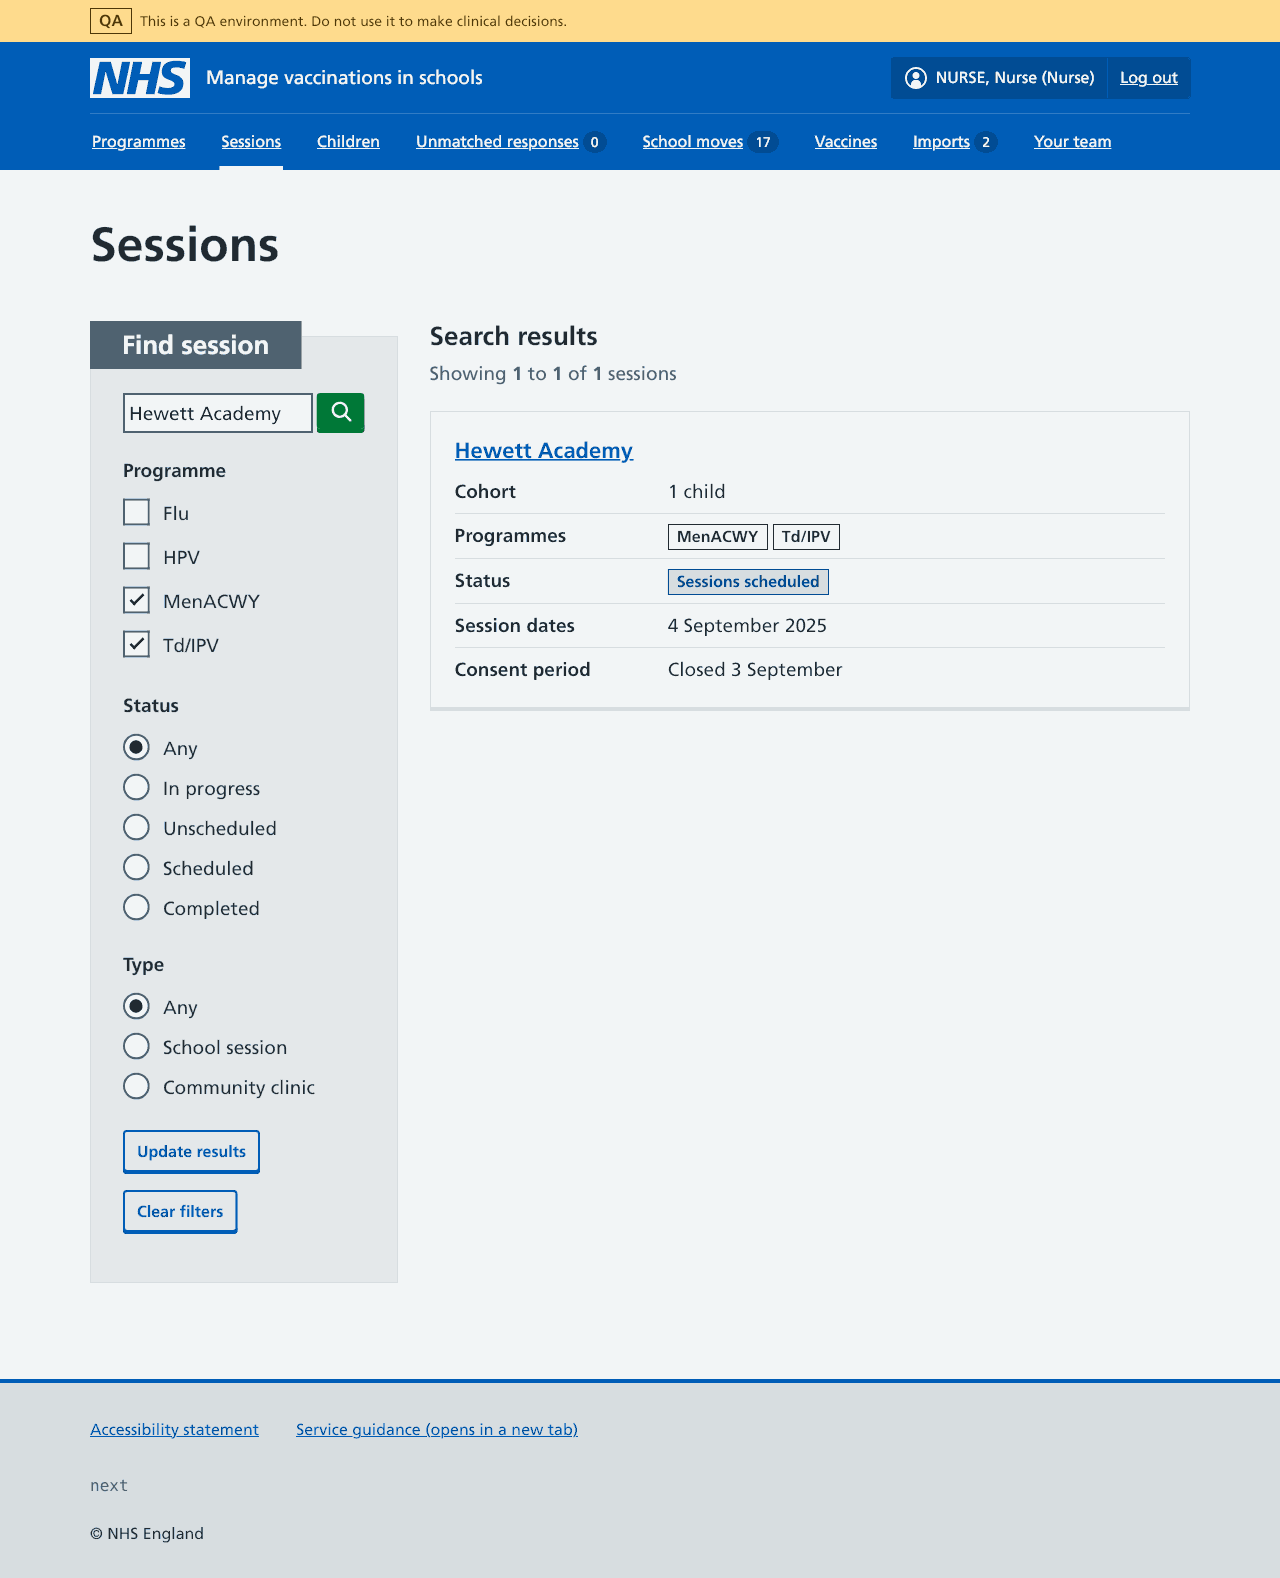 QA This is a QA environment. Do not use it to make clinical decisions.
NHS Manage vaccinations in schools NURSE, Nurse (Nurse) Log out
Programmes Sessions Children Unmatched responses 0 School moves 17 Vaccines Imports 2 Your team
Sessions
Find session
Hewett Academy
Programme
Flu
HPV
MenACWY
Td/IPV
Status
Any
In progress
Unscheduled
Scheduled
Completed
Type
Any
School session
Community clinic
Update results
Clear filters
Search results
Showing 1 to 1 of 1 sessions
Hewett Academy
Cohort 1 child
Programmes MenACWY Td/IPV
Status Sessions scheduled
Session dates 4 September 2025
Consent period Closed 3 September
Accessibility statement Service guidance (opens in a new tab)
next
© NHS England